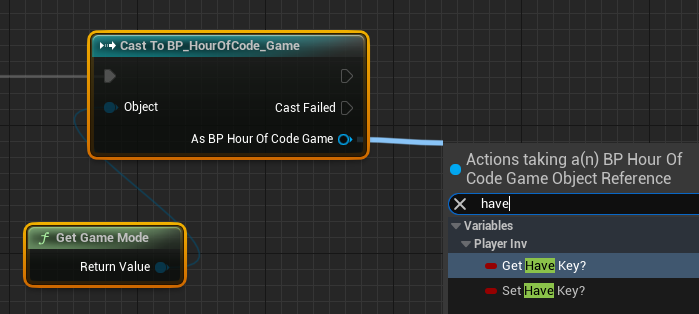 Cast To BP_HourOfCode_Game
Object
Cast Failed
As BP Hour Of Code Game
f Get Game Mode
Return Value
Actions taking a(n) BP Hour Of
Code Game Object Reference
have
Variables
Player Inv
Get Have Key?
Set Have Key?